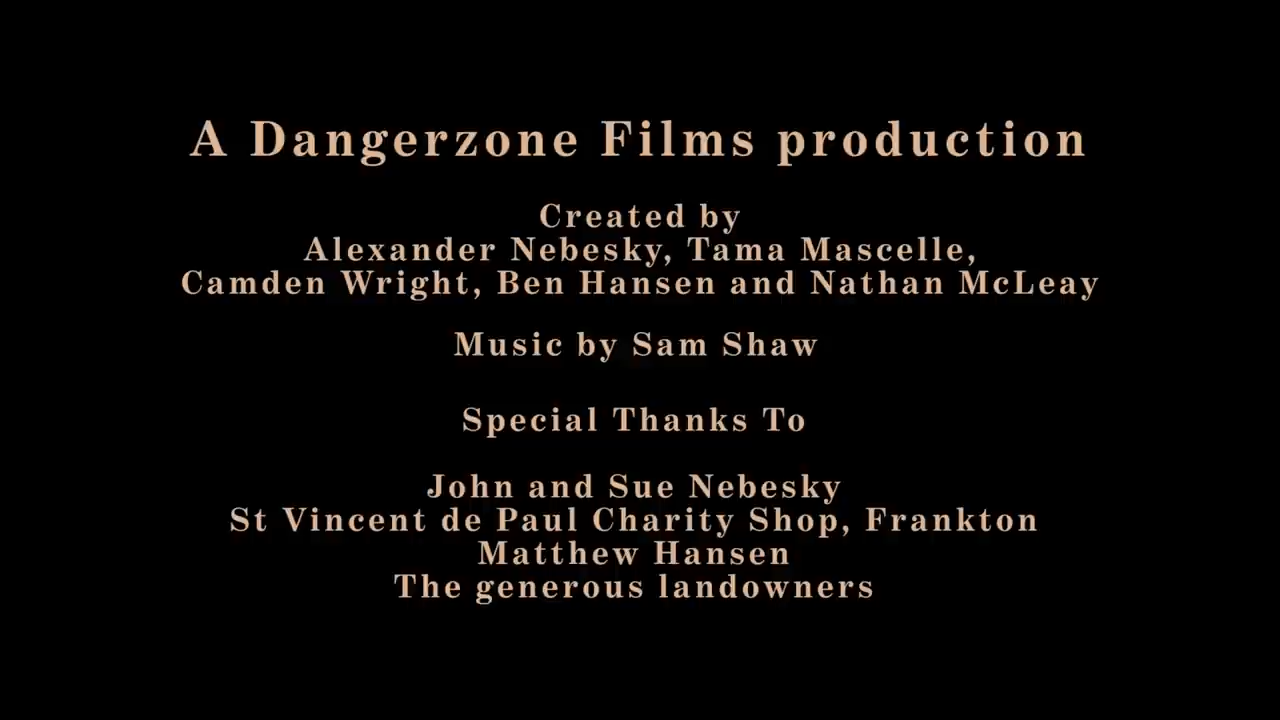 A Dangerzone Films production
Created by
Alexander Nebesky, Tama Mascelle,
Camden Wright, Ben Hansen and Nathan McLeay
Music by Sam Shaw
Special Thanks To
John and Sue Nebesky
St Vincent de Paul Charity Shop, Frankton
Matthew Hansen
The generous landowners